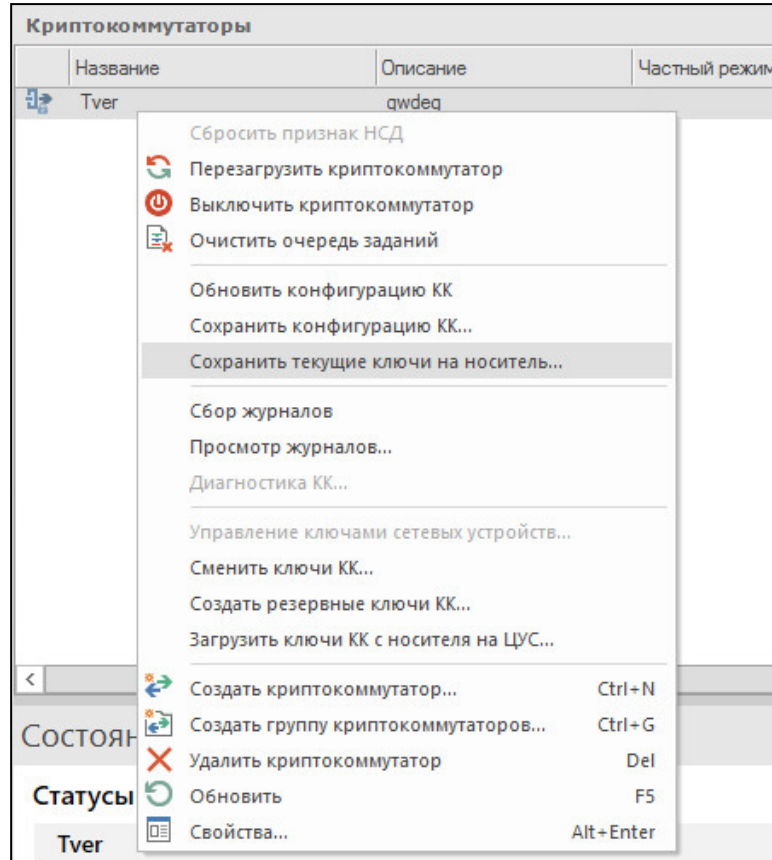 Криптокоммутаторы
Название Описание Частный режим
Tver qwdeq
Сбросить признак НСД
Перезагрузить криптокоммутатор
Выключить криптокоммутатор
Очистить очередь заданий
Обновить конфигурацию КК
Сохранить конфигурацию КК...
Сохранить текущие ключи на носитель...
Сбор журналов
Просмотр журналов...
Диагностика КК...
Управление ключами сетевых устройств...
Сменить ключи КК...
Создать резервные ключи КК...
Загрузить ключи КК с носителя на ЦУС...
Создать криптокоммутатор... Ctrl+N
Создать группу криптокоммутаторов... Ctrl+G
Удалить криптокоммутатор Del
Обновить F5
Свойства... Alt+Enter
Состоян
Статусы
Tver